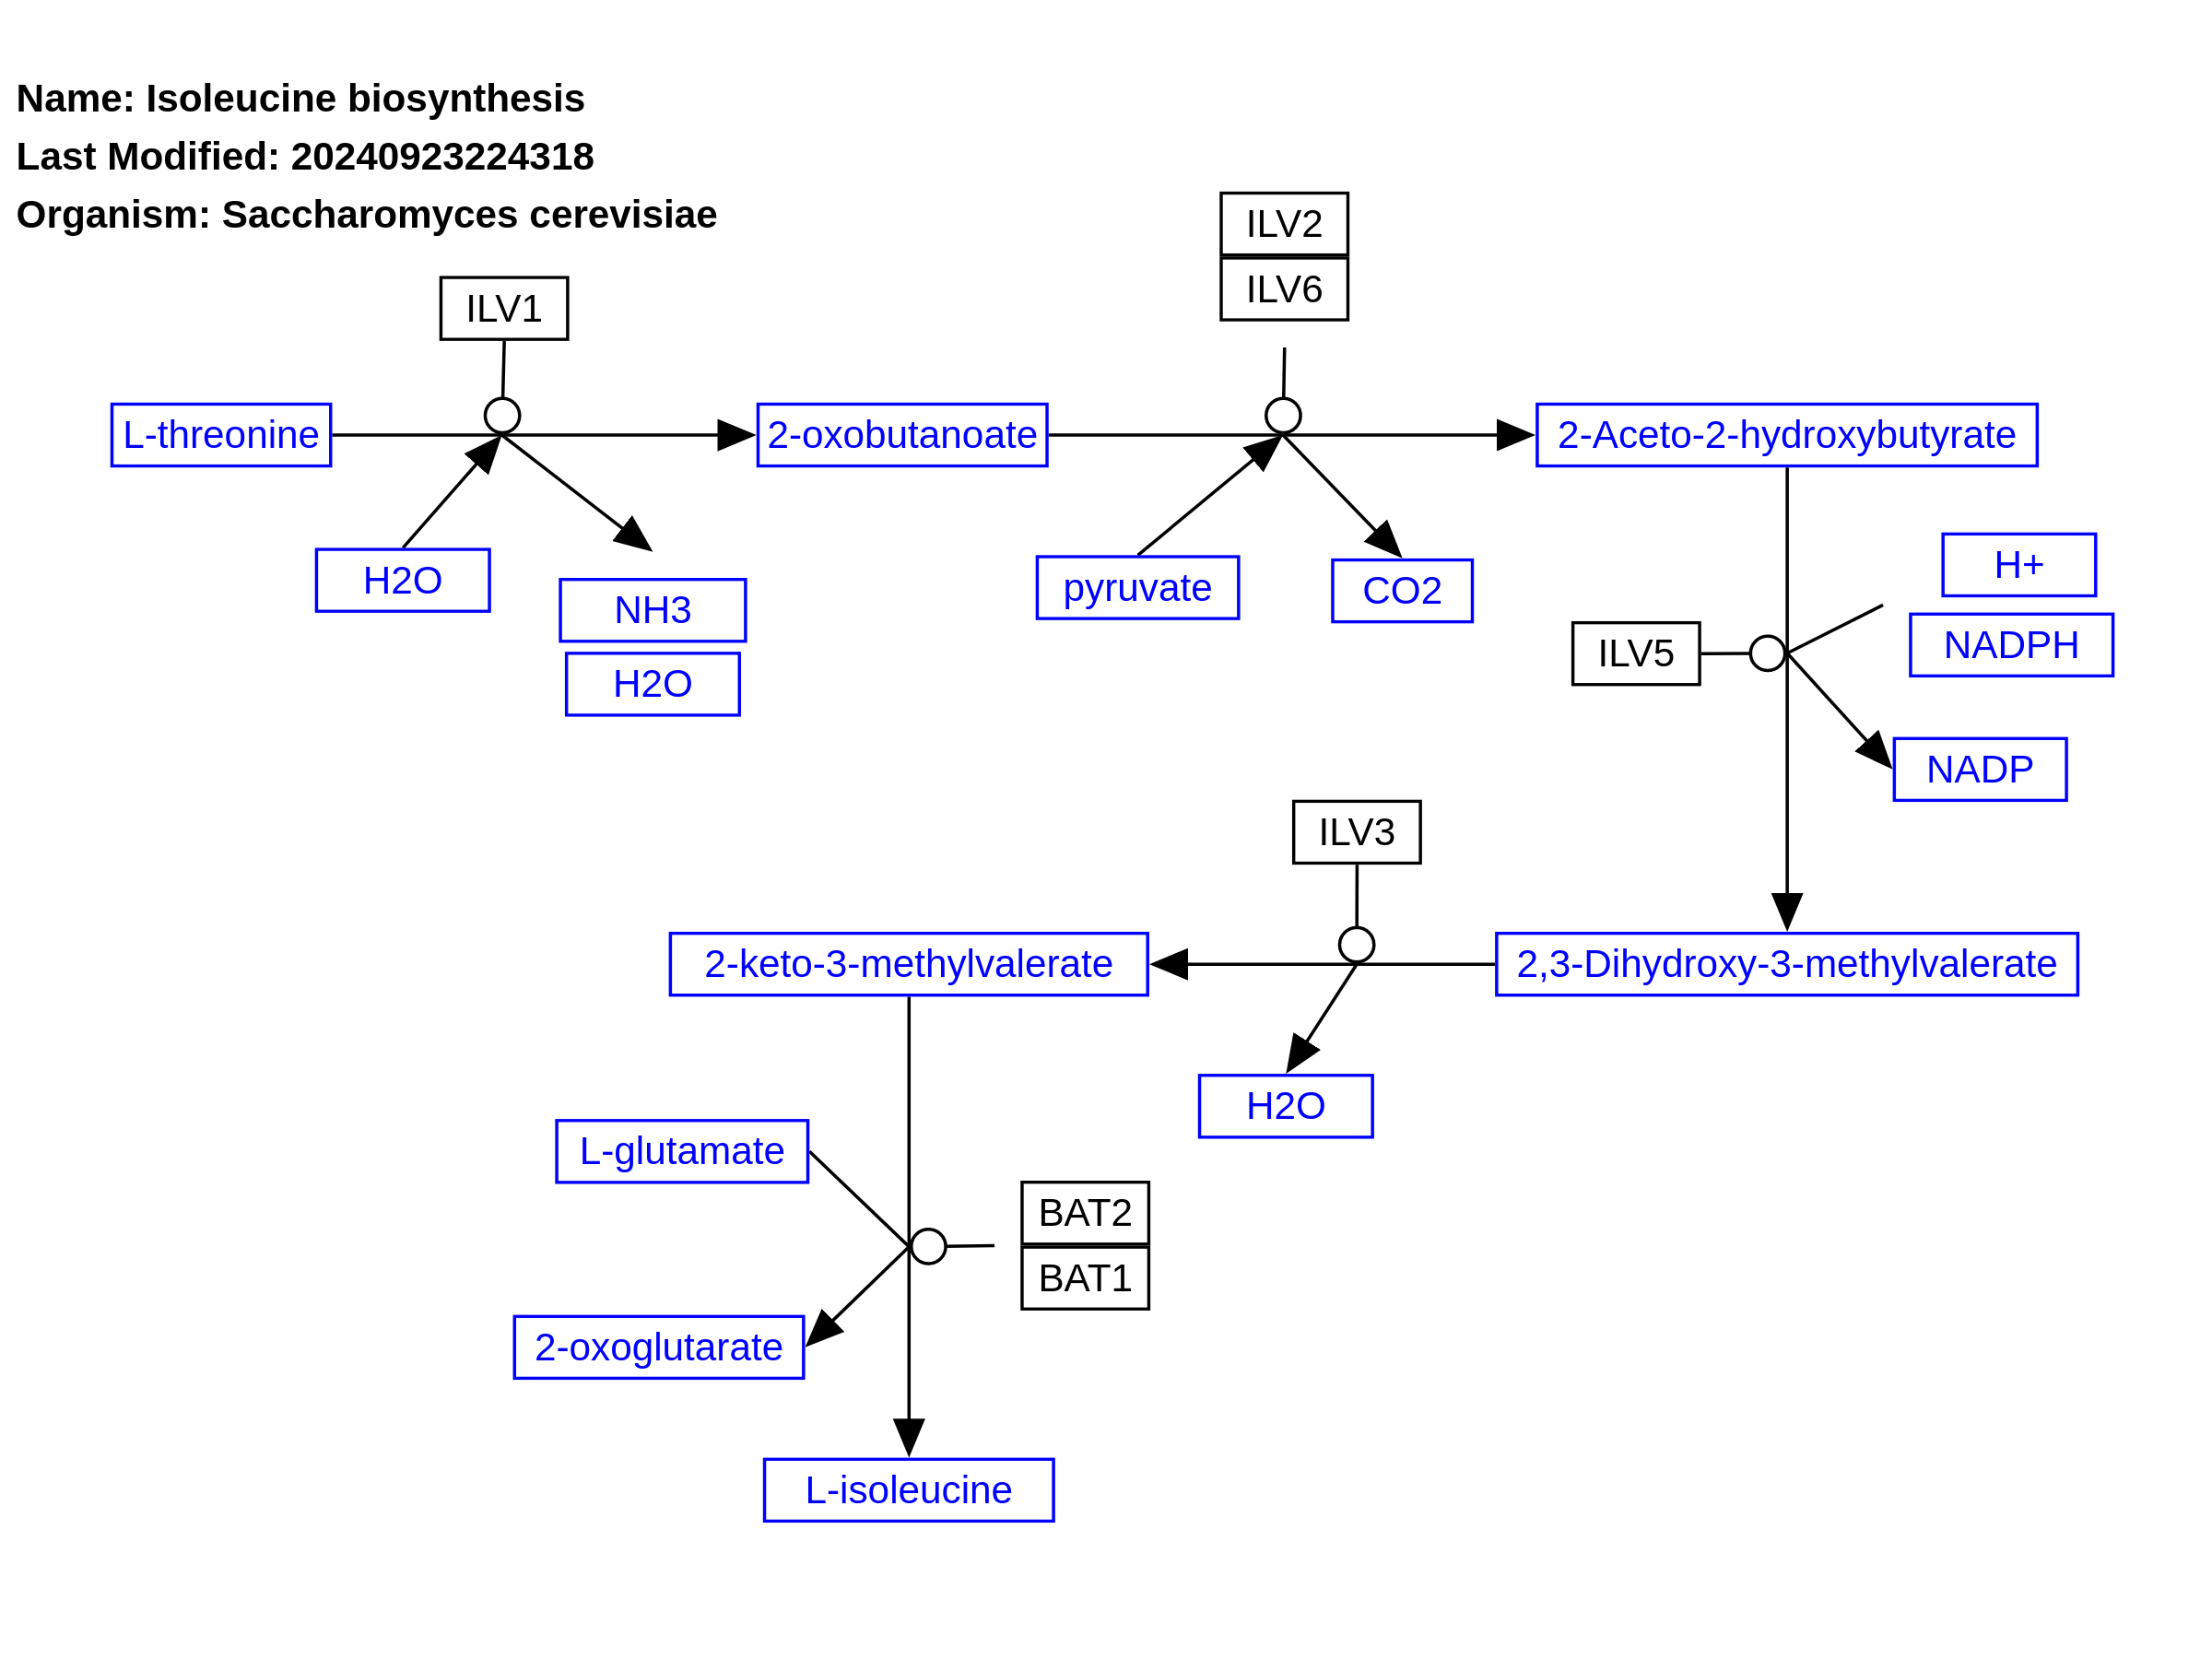 Name: Isoleucine biosynthesis
Last Modified: 20240923224318
Organism: Saccharomyces cerevisiae
ILV2
ILV6
ILV1
L-threonine
2-oxobutanoate
2-Aceto-2-hydroxybutyrate
H2O
NH3
H2O
pyruvate
CO2
H+
NADPH
ILV5
NADP
ILV3
2-keto-3-methylvalerate
2,3-Dihydroxy-3-methylvalerate
H2O
L-glutamate
BAT2
BAT1
2-oxoglutarate
L-isoleucine